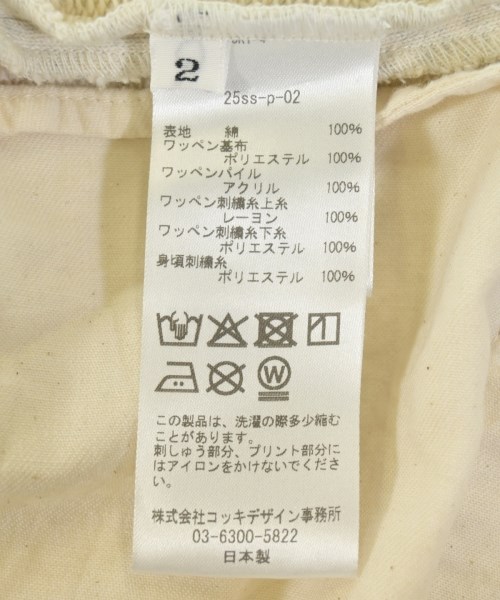 2
25ss-p-02
表地 綿 100%
ワッペン基布
ポリエステル 100%
ワッペンパイル
アクリル 100%
ワッペン刺繍糸上糸
レーヨン 100%
ワッペン刺繍糸下糸
ポリエステル 100%
身頃刺繍糸
ポリエステル 100%
W
この製品は、洗濯の際多少縮む
ことがあります。
刺しゅう部分、プリント部分に
はアイロンをかけないでくださ
い。
株式会社コッキデザイン事務所
03-6300-5822
日本製